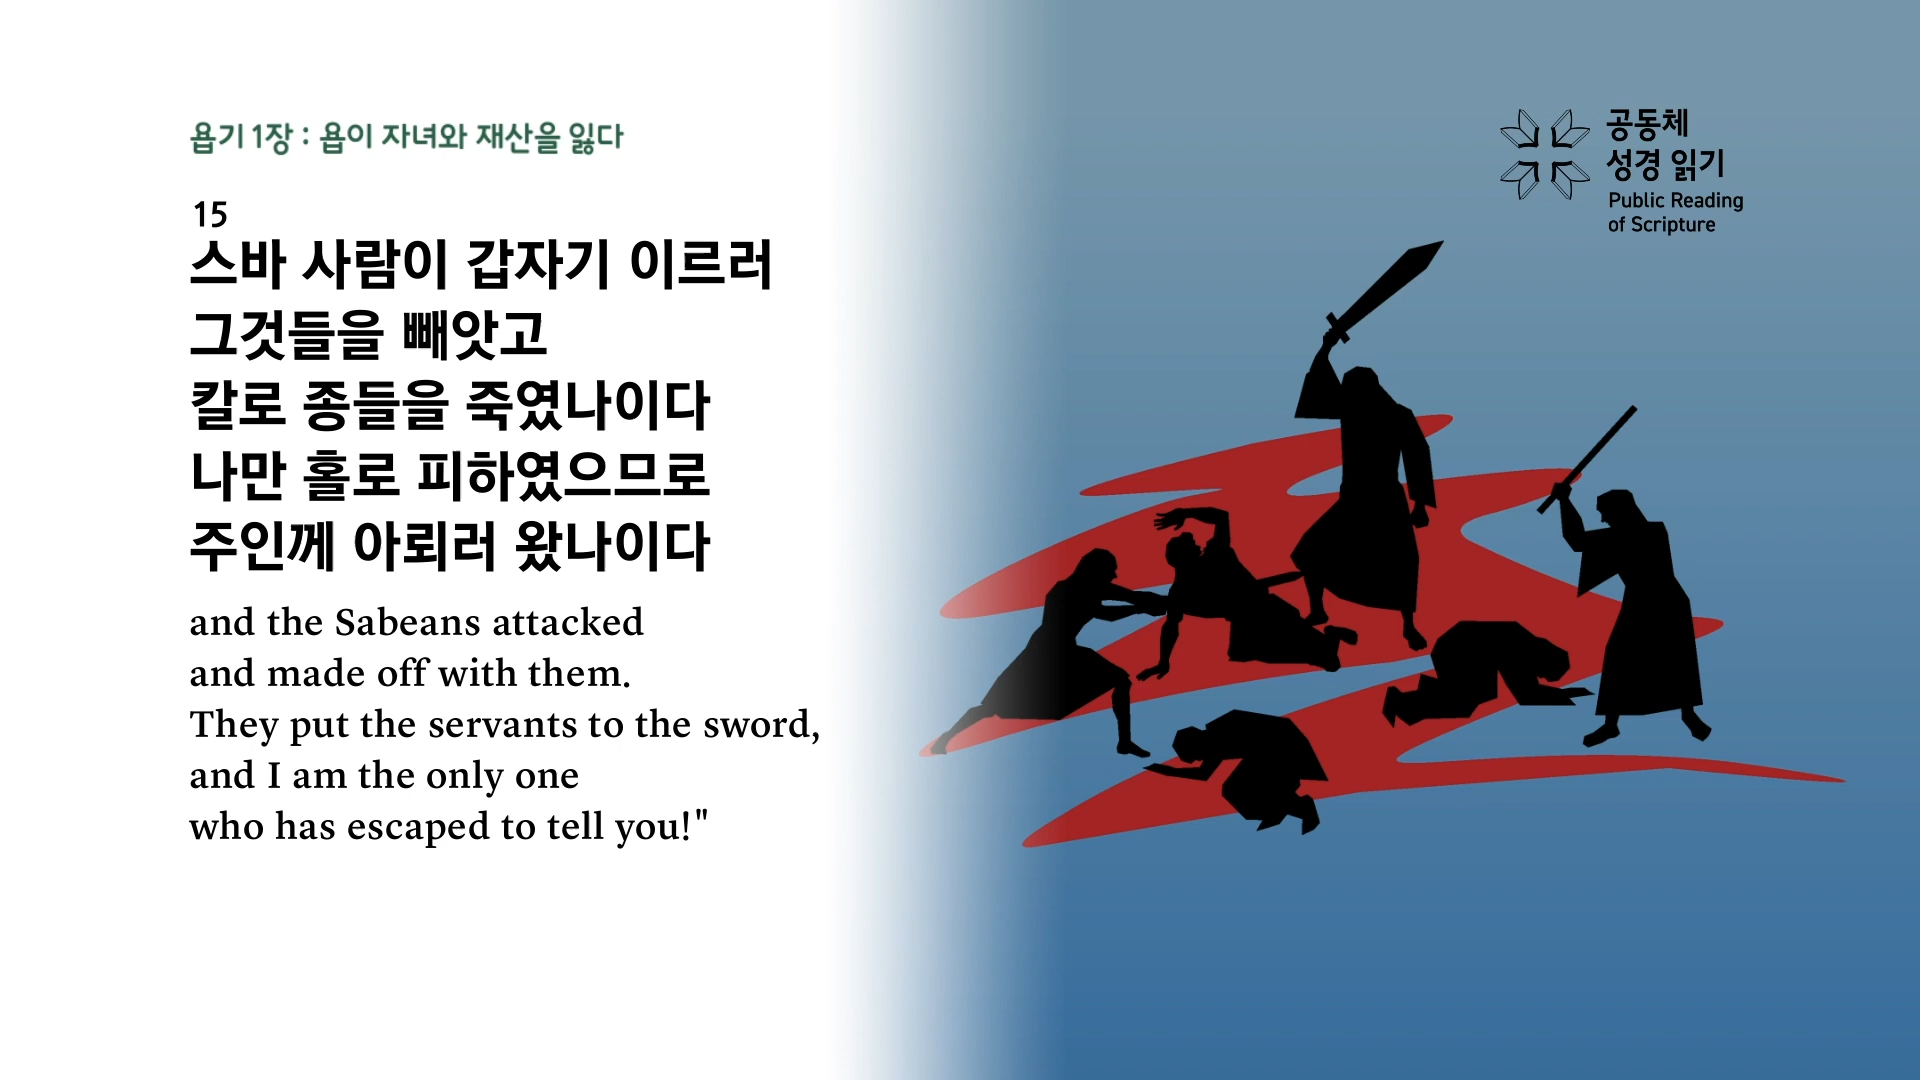 욥기 1장 : 욥이 자녀와 재산을 잃다
15
스바 사람이 갑자기 이르러
그것들을 빼앗고
칼로 종들을 죽였나이다
나만 홀로 피하였으므로
주인께 아뢰러 왔나이다
and the Sabeans attacked
and made off with them.
They put the servants to the sword,
and I am the only one
who has escaped to tell you!"
공동체
성경 읽기
Public Reading
of Scripture